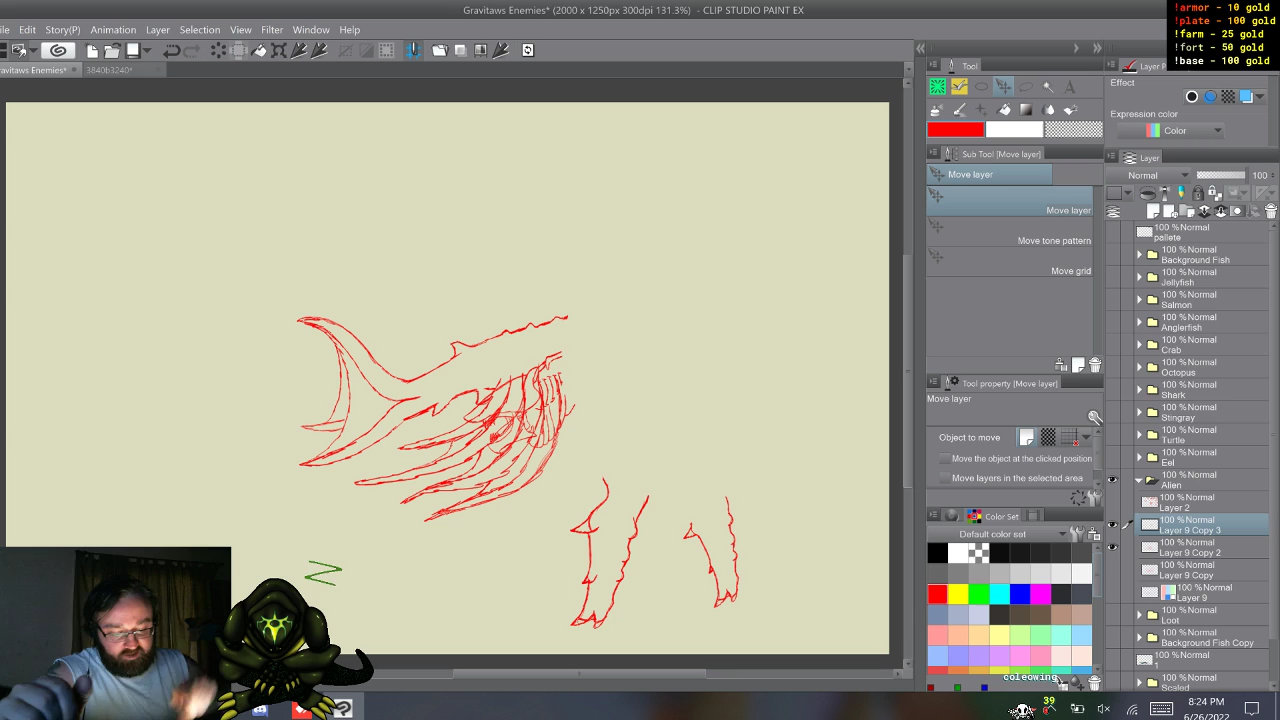 Gravitaws Enemies* (2000 x 1250px 300dpi 131.3%) - CLIP STUDIO PAINT EX
!armor - 10 gold
!plate - 100 gold
!farm - 25 gold
!fort - 50 gold
!base - 100 gold
ile Edit Story(P) Animation Layer Selection View Filter Window Help
ravitaws Enemies* 3840b3240*
Tool
Layer P
Effect
Expression color
Color
Sub Tool [Move layer]
Move layer
Move layer
Move tone pattern
Move grid
Tool property [Move layer]
Move layer
Object to move
Move the object at the clicked position
Move layers in the selected area
Color Set
Default color set
Layer
Normal 100
100 %Normal
pallete
100 %Normal
Background Fish
100 %Normal
Jellyfish
100 %Normal
Salmon
100 %Normal
Anglerfish
100 %Normal
Crab
100 %Normal
Octopus
100 %Normal
Shark
100 %Normal
Stingray
100 %Normal
Turtle
100 %Normal
Eel
100 %Normal
Alien
100 %Normal
Layer 2
100 %Normal
Layer 9 Copy 3
100 %Normal
Layer 9 Copy 2
100 %Normal
Layer 9 Copy
100 %Normal
Layer 9
100 %Normal
Loot
100 %Normal
Background Fish Copy
100 %Normal
1
100 %Normal
Scaled
coleowing
39
8:24 PM
6/26/2022